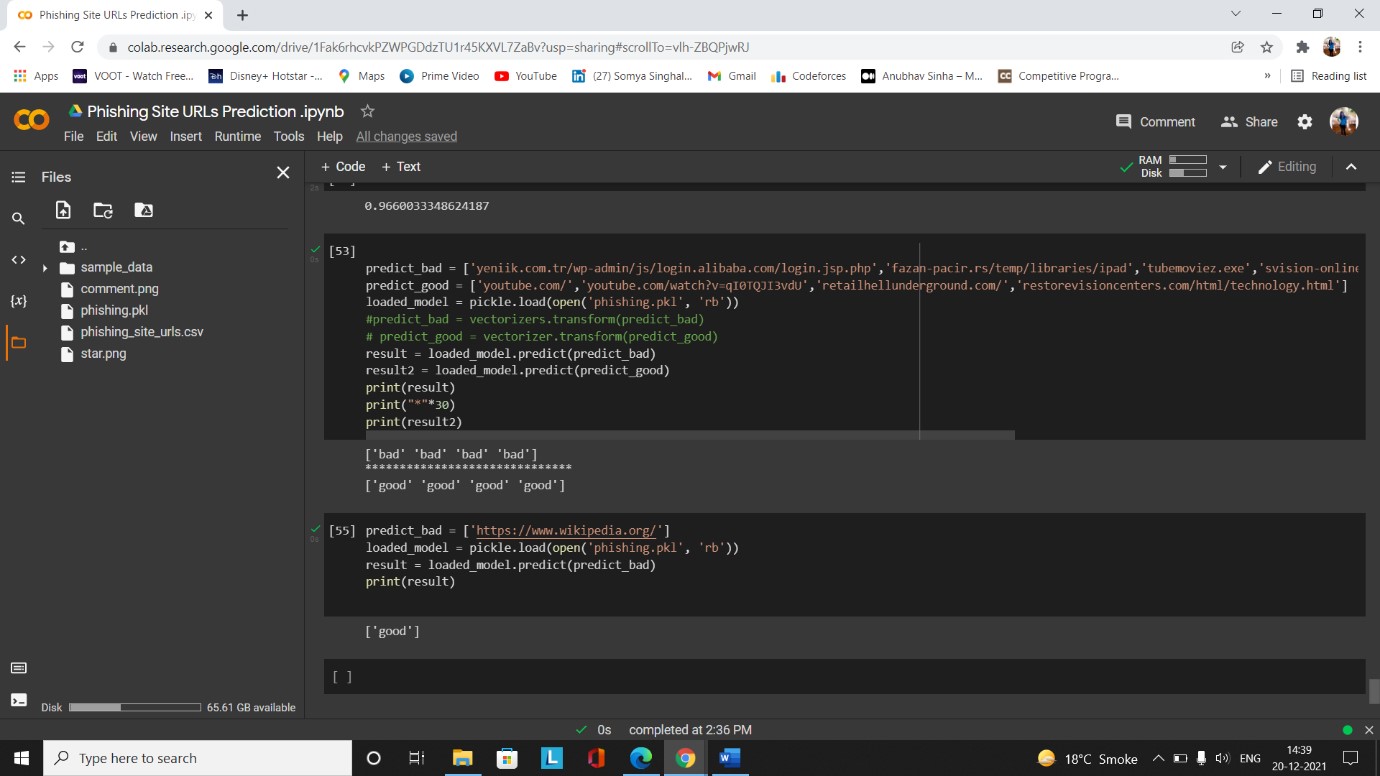 Phishing Site URLs Prediction .ip
colab.research.google.com/drive/1Fak6rhcvkPZWPGDdzTU1r45KXVL7ZaBv?usp=sharing#scrollTo=vlh-ZBQPjwRJ
Apps VOOT - Watch Free... Disney+ Hotstar -... Maps Prime Video YouTube (27) Somya Singhal... Gmail Codeforces Anubhav Sinha – M... Competitive Progra... » Reading list
Phishing Site URLs Prediction .ipynb
File Edit View Insert Runtime Tools Help All changes saved
Comment Share
Files
+ Code + Text
RAM
Disk
Editing
..
sample_data
comment.png
phishing.pkl
phishing_site_urls.csv
star.png
Disk 65.61 GB available
0.9660033348624187
[53]
predict_bad = ['yeniik.com.tr/wp-admin/js/login.alibaba.com/login.jsp.php','fazan-pacir.rs/temp/libraries/ipad','tubemoviez.exe','svision-online
predict_good = ['youtube.com/','youtube.com/watch?v=qI0TQJI3vdU','retailhellunderground.com/','restorevisioncenters.com/html/technology.html']
loaded_model = pickle.load(open('phishing.pkl', 'rb'))
#predict_bad = vectorizers.transform(predict_bad)
# predict_good = vectorizer.transform(predict_good)
result = loaded_model.predict(predict_bad)
result2 = loaded_model.predict(predict_good)
print(result)
print("*"*30)
print(result2)
['bad' 'bad' 'bad' 'bad']
******************************
['good' 'good' 'good' 'good']
[55] predict_bad = ['https://www.wikipedia.org/']
loaded_model = pickle.load(open('phishing.pkl', 'rb'))
result = loaded_model.predict(predict_bad)
print(result)
['good']
[ ]
0s completed at 2:36 PM
Type here to search
18°C Smoke
ENG
14:39
20-12-2021